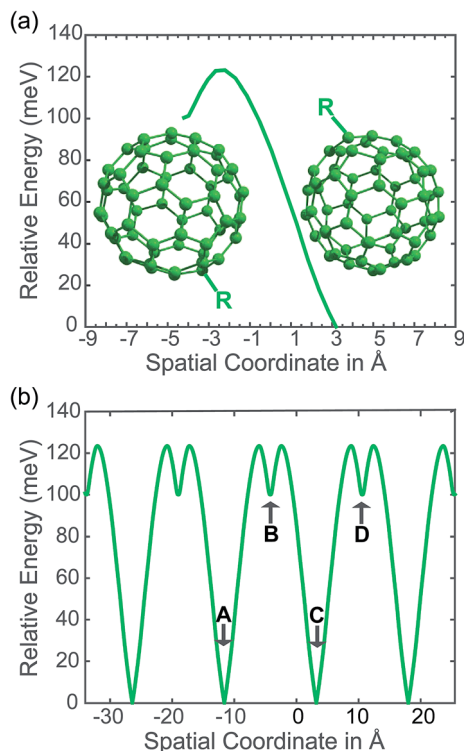 (a)
140
120
100
80
60
40
20
0
Relative Energy (meV)
R
R
-9 -7 -5 -3 -1 1 3 5 7 9
Spatial Coordinate in Å
(b)
140
120
100
80
60
40
20
0
Relative Energy (meV)
B D
A C
-30 -20 -10 0 10 20
Spatial Coordinate in Å